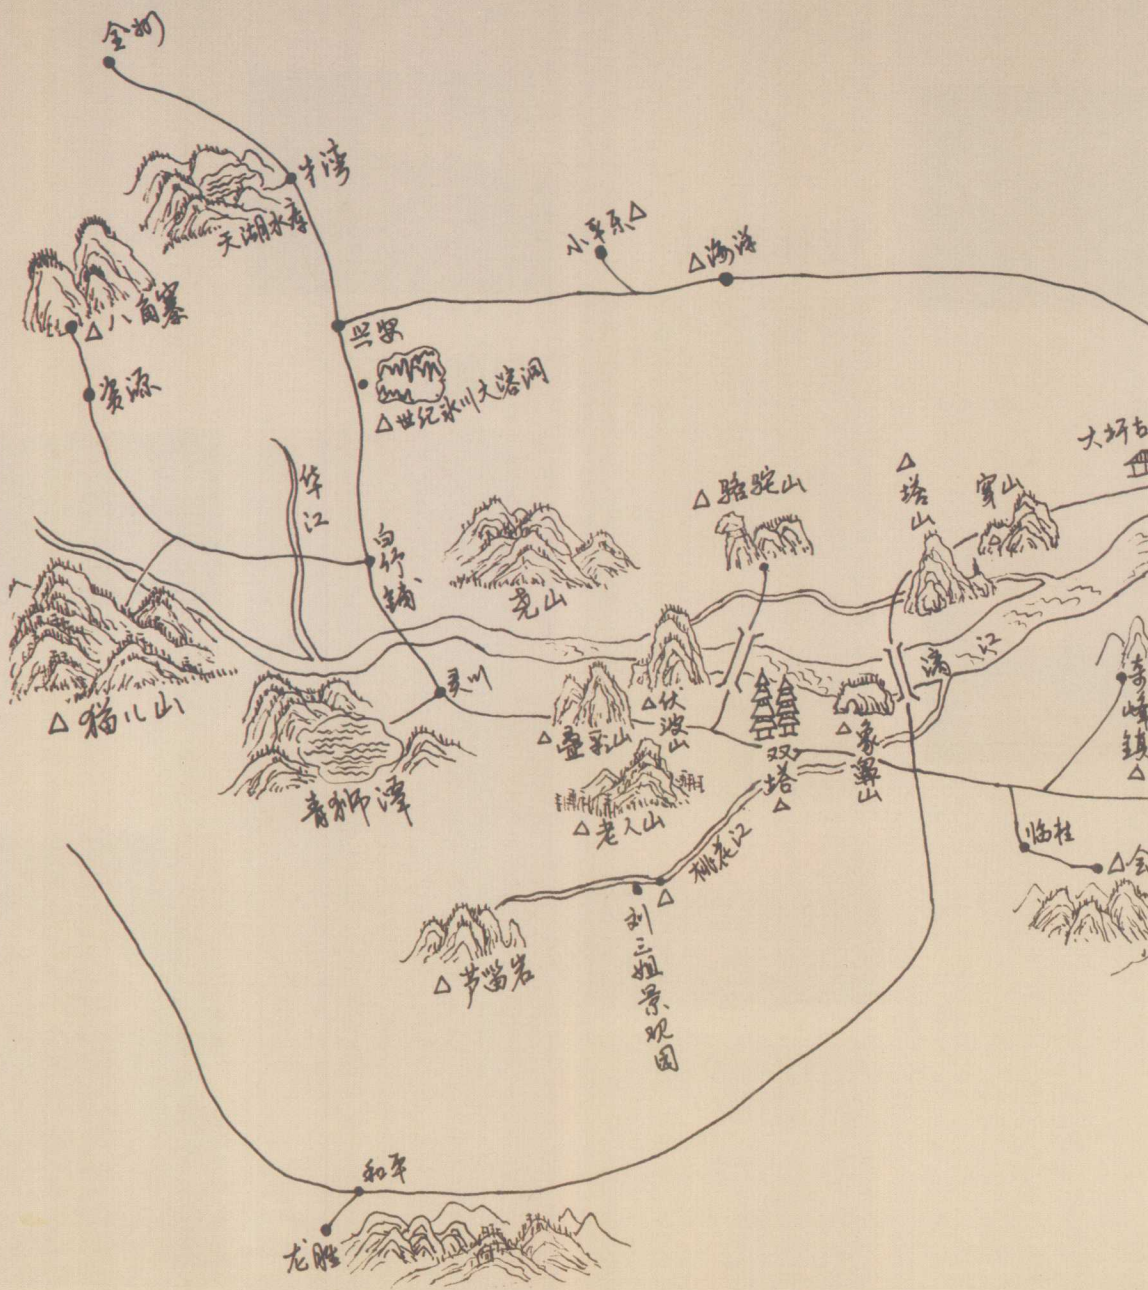 全州
才湾
天湖水库
小平乐
海洋
八角寨
兴安
资源
世纪冰川大溶洞
大圩古
骆驼山
塔山
穿山
华江
白竹铺
尧山
漓江
灵川
猫儿山
叠彩山
伏波山
双塔
象鼻山
奇峰镇
青狮潭
老人山
临桂
桃花江
芦笛岩
刘三姐景观园
和平
龙胜